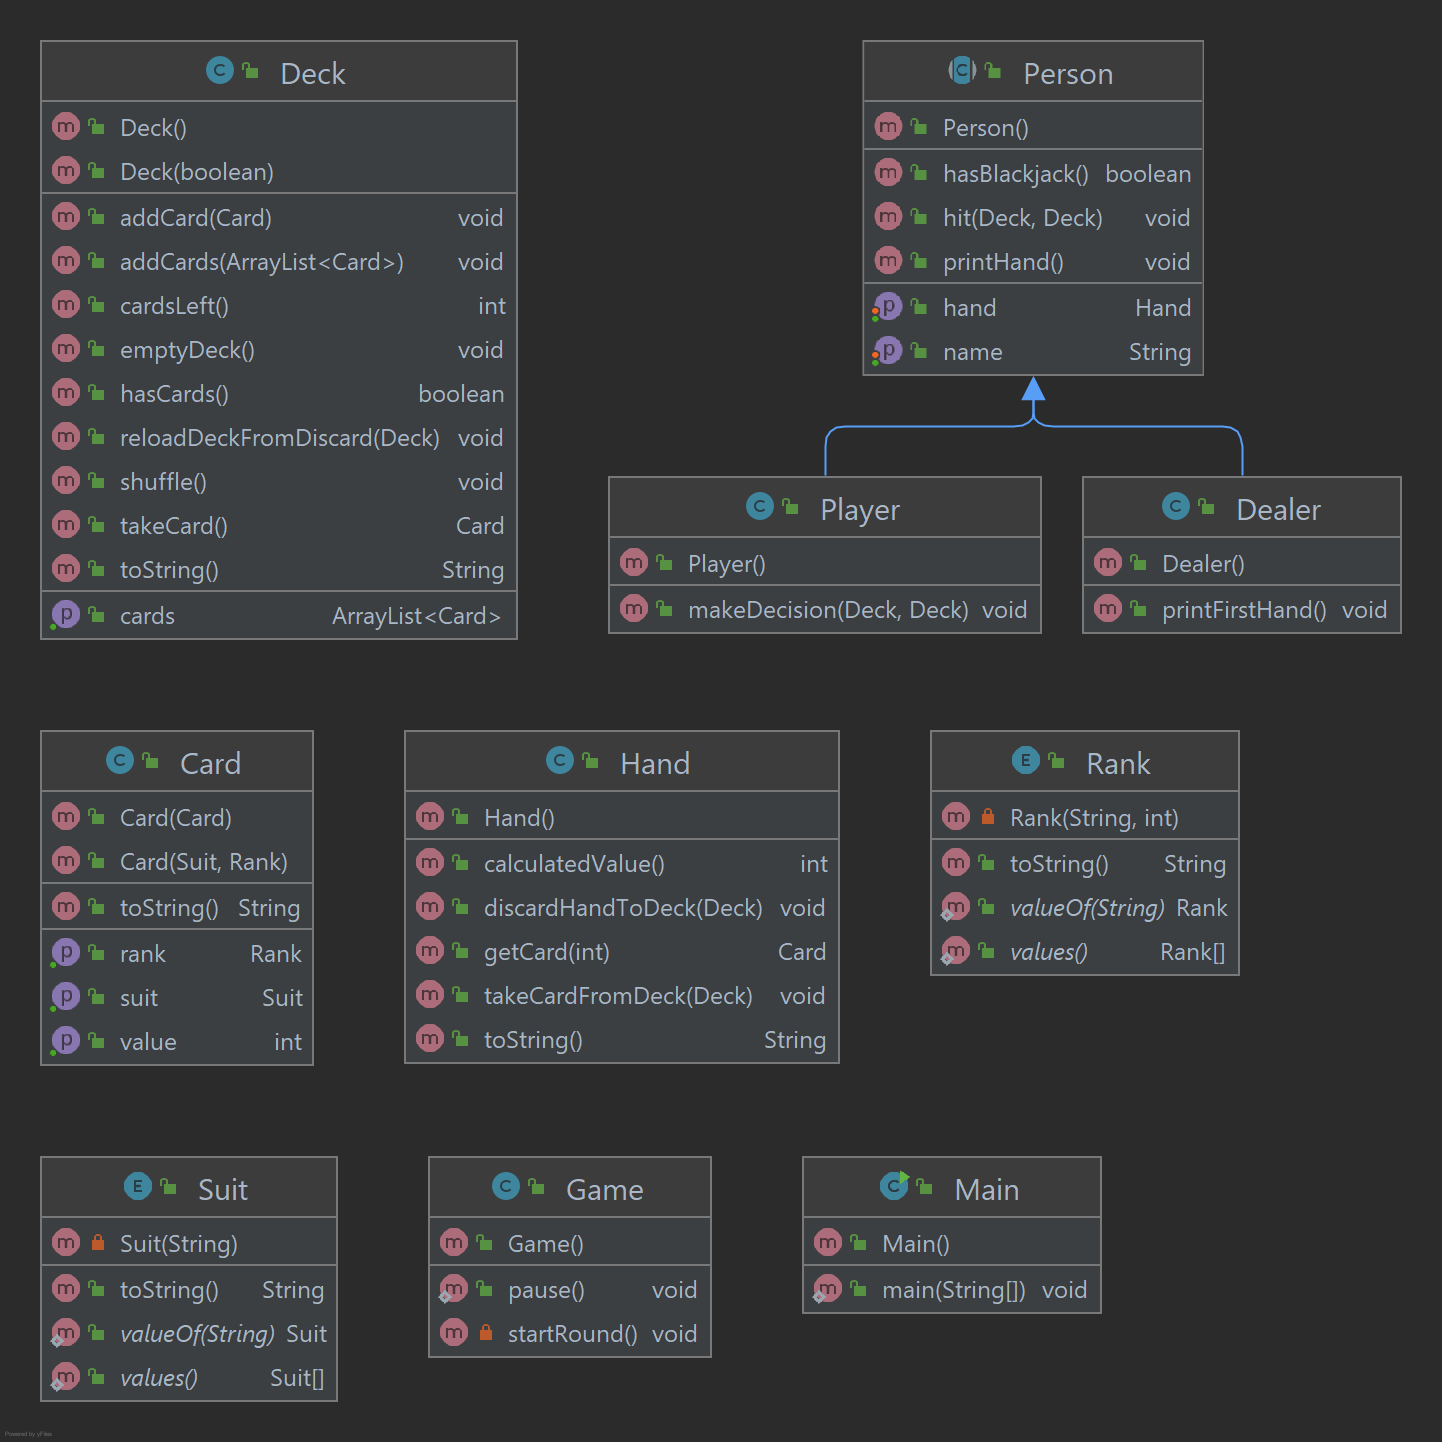 Deck
Deck()
Deck(boolean)
addCard(Card) void
addCards(ArrayList<Card>) void
cardsLeft() int
emptyDeck() void
hasCards() boolean
reloadDeckFromDiscard(Deck) void
shuffle() void
takeCard() Card
toString() String
cards ArrayList<Card>
Person
Person()
hasBlackjack() boolean
hit(Deck, Deck) void
printHand() void
hand Hand
name String
Player
Player()
makeDecision(Deck, Deck) void
Dealer
Dealer()
printFirstHand() void
Card
Card(Card)
Card(Suit, Rank)
toString() String
rank Rank
suit Suit
value int
Hand
Hand()
calculatedValue() int
discardHandToDeck(Deck) void
getCard(int) Card
takeCardFromDeck(Deck) void
toString() String
Rank
Rank(String, int)
toString() String
valueOf(String) Rank
values() Rank[]
Suit
Suit(String)
toString() String
valueOf(String) Suit
values() Suit[]
Game
Game()
pause() void
startRound() void
Main
Main()
main(String[]) void
Powered by yFiles